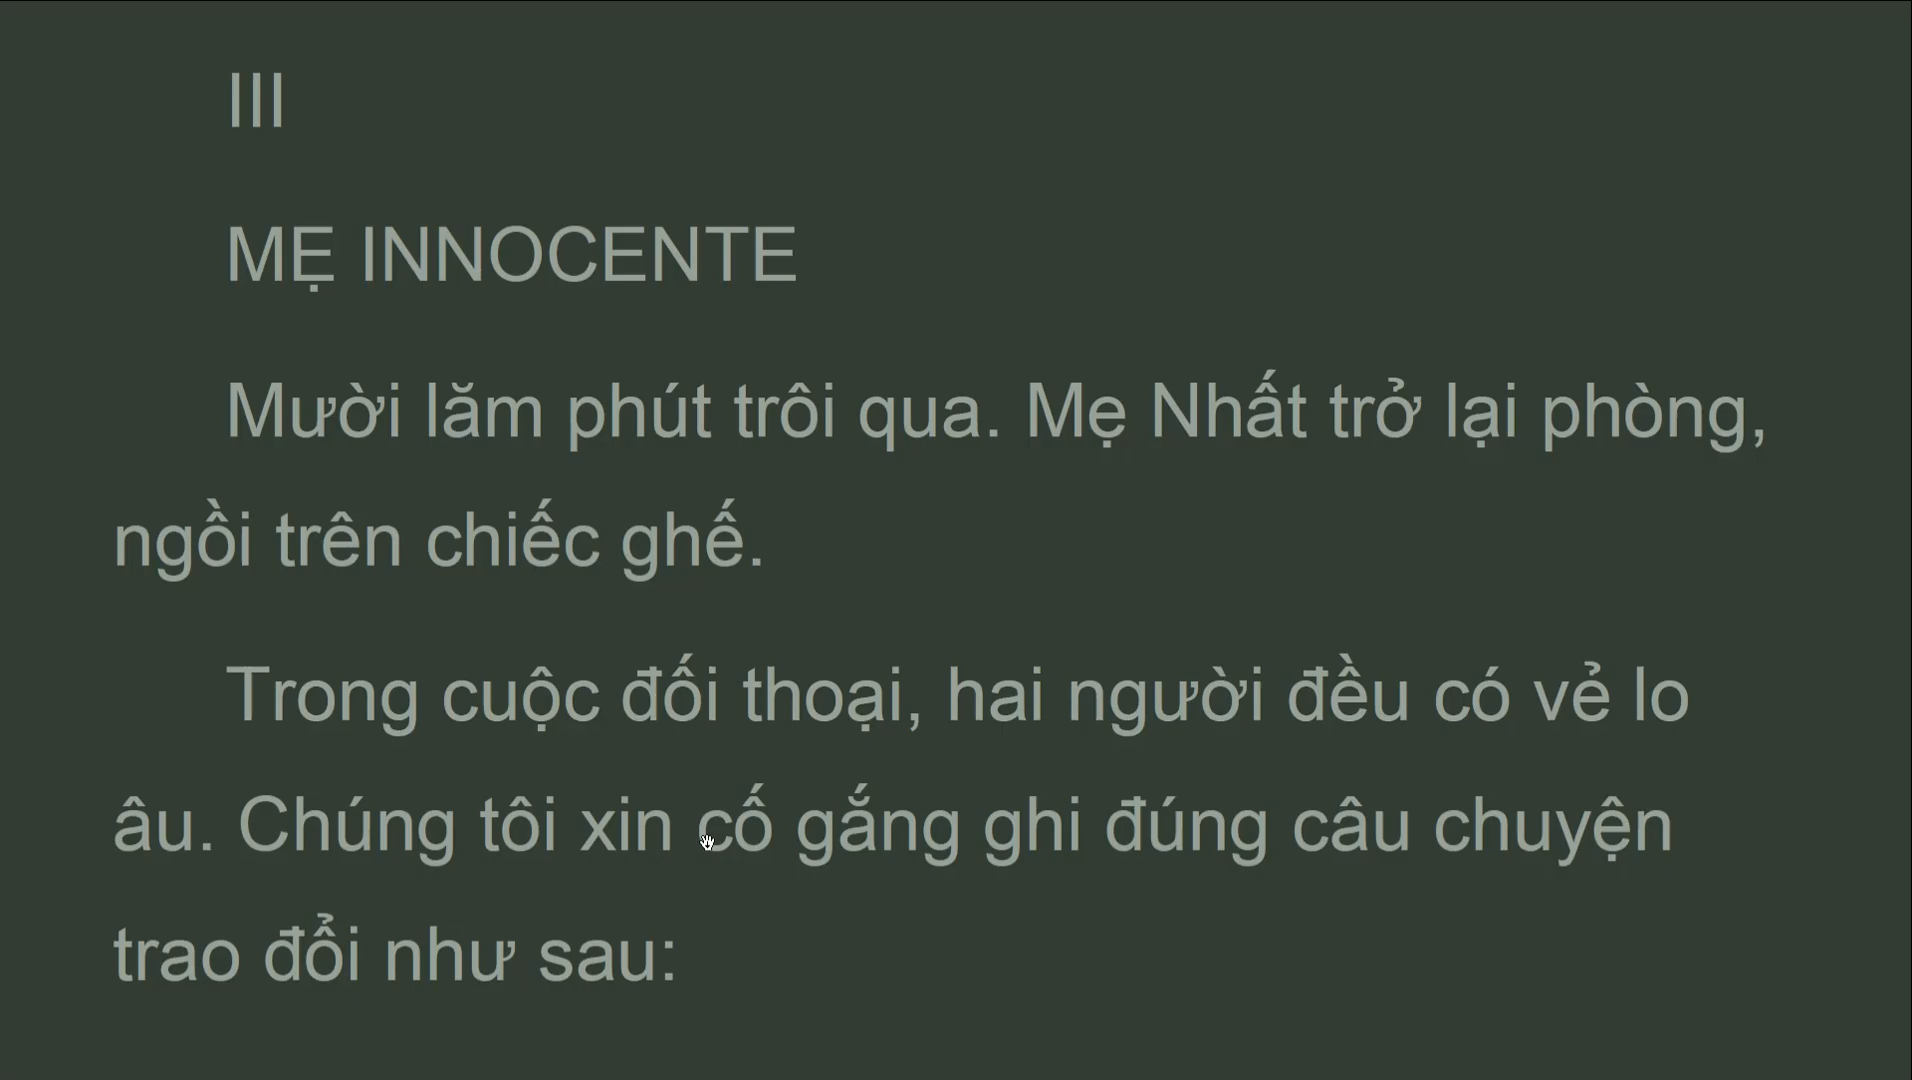 III
MẸ INNOCENTE
Mười lăm phút trôi qua. Mẹ Nhất trở lại phòng,
ngồi trên chiếc ghế.
Trong cuộc đối thoại, hai người đều có vẻ lo
âu. Chúng tôi xin cố gắng ghi đúng câu chuyện
trao đổi như sau: